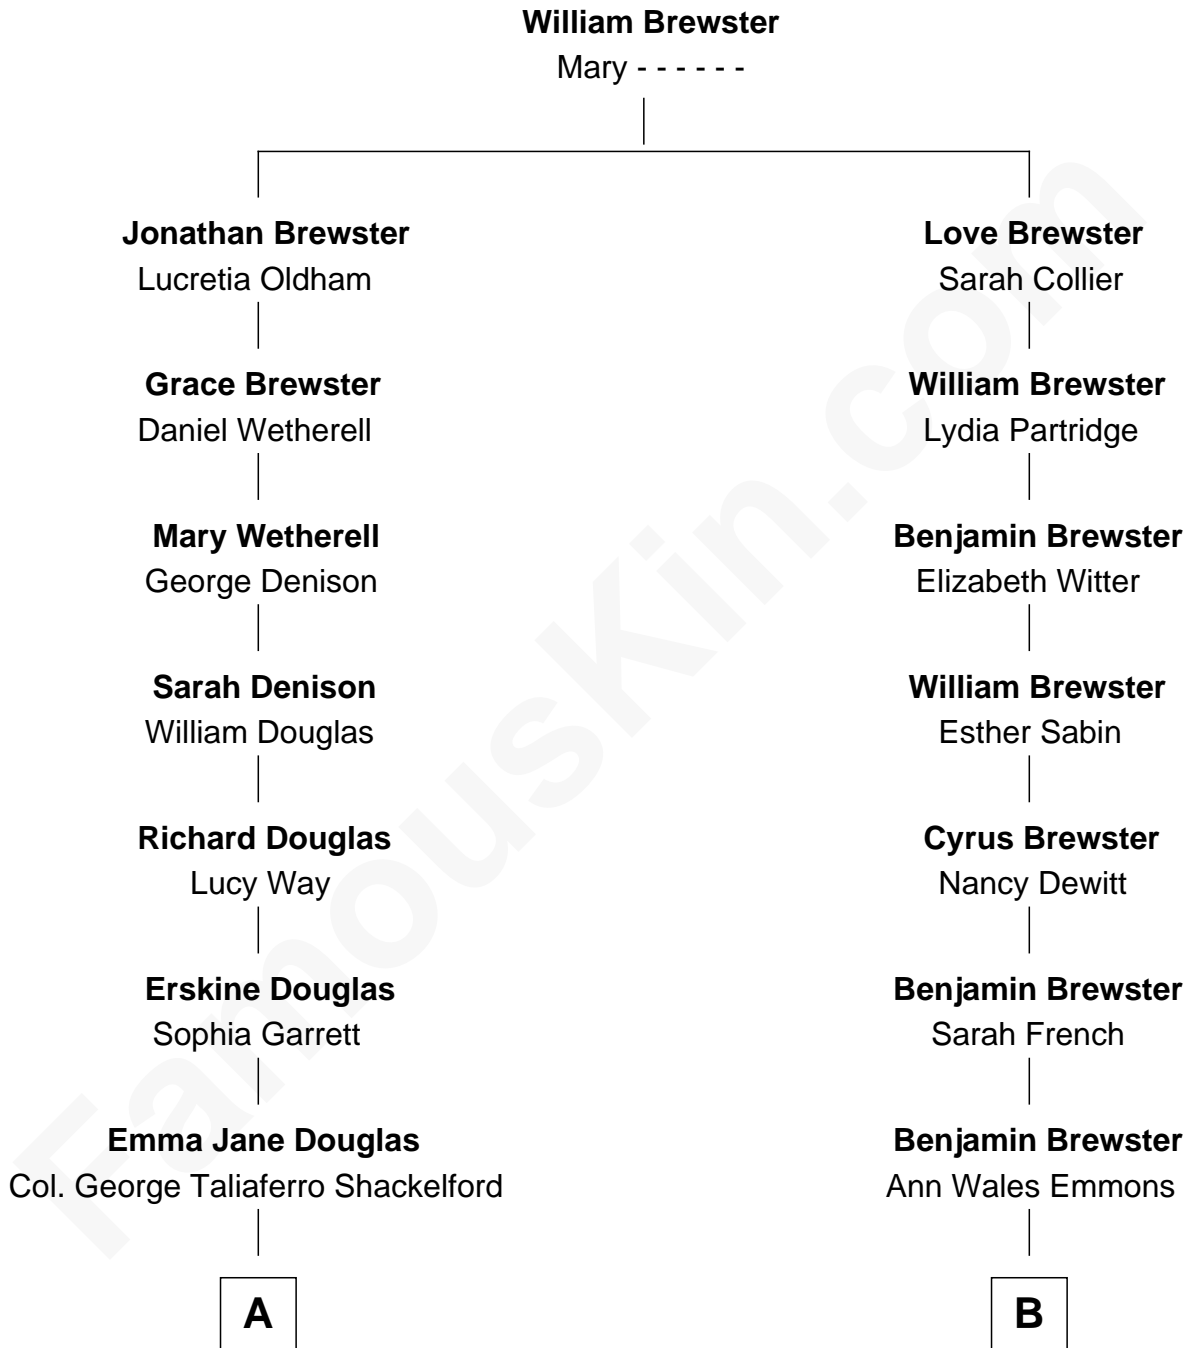 William Brewster
Mary - - - - - -
Jonathan Brewster
Lucretia Oldham
Love Brewster
Sarah Collier
Grace Brewster
Daniel Wetherell
William Brewster
Lydia Partridge
Mary Wetherell
George Denison
Benjamin Brewster
Elizabeth Witter
Sarah Denison
William Douglas
William Brewster
Esther Sabin
Richard Douglas
Lucy Way
Cyrus Brewster
Nancy Dewitt
Erskine Douglas
Sophia Garrett
Benjamin Brewster
Sarah French
Emma Jane Douglas
Col. George Taliaferro Shackelford
Benjamin Brewster
Ann Wales Emmons
A
B
FamousKin.com